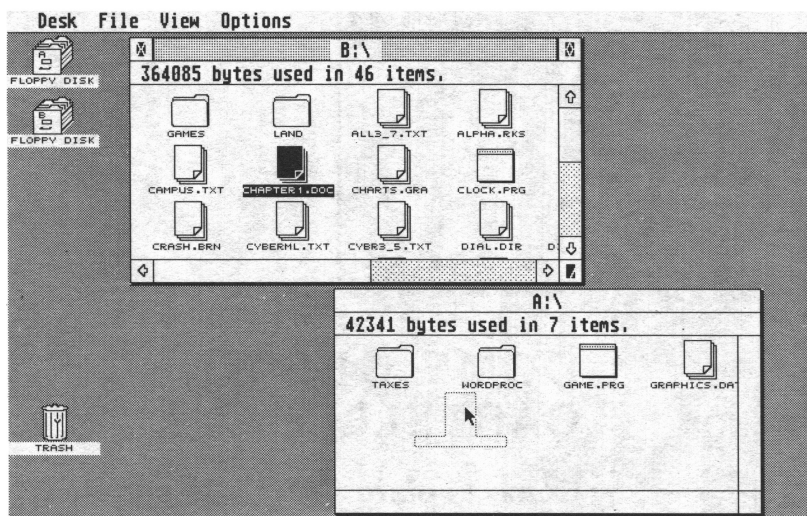 Desk File View Options
A
FLOPPY DISK
B
FLOPPY DISK
TRASH
B:\
364085 bytes used in 46 items.
GAMES LAND ALL3_7.TXT ALPHA.RKS
CAMPUS.TXT CHAPTER1.DOC CHARTS.GRA CLOCK.PRG
CRASH.BRN CYBERML.TXT CYBR3_5.TXT DIAL.DIR D
A:\
42341 bytes used in 7 items.
TAXES WORDPROC GAME.PRG GRAPHICS.DA